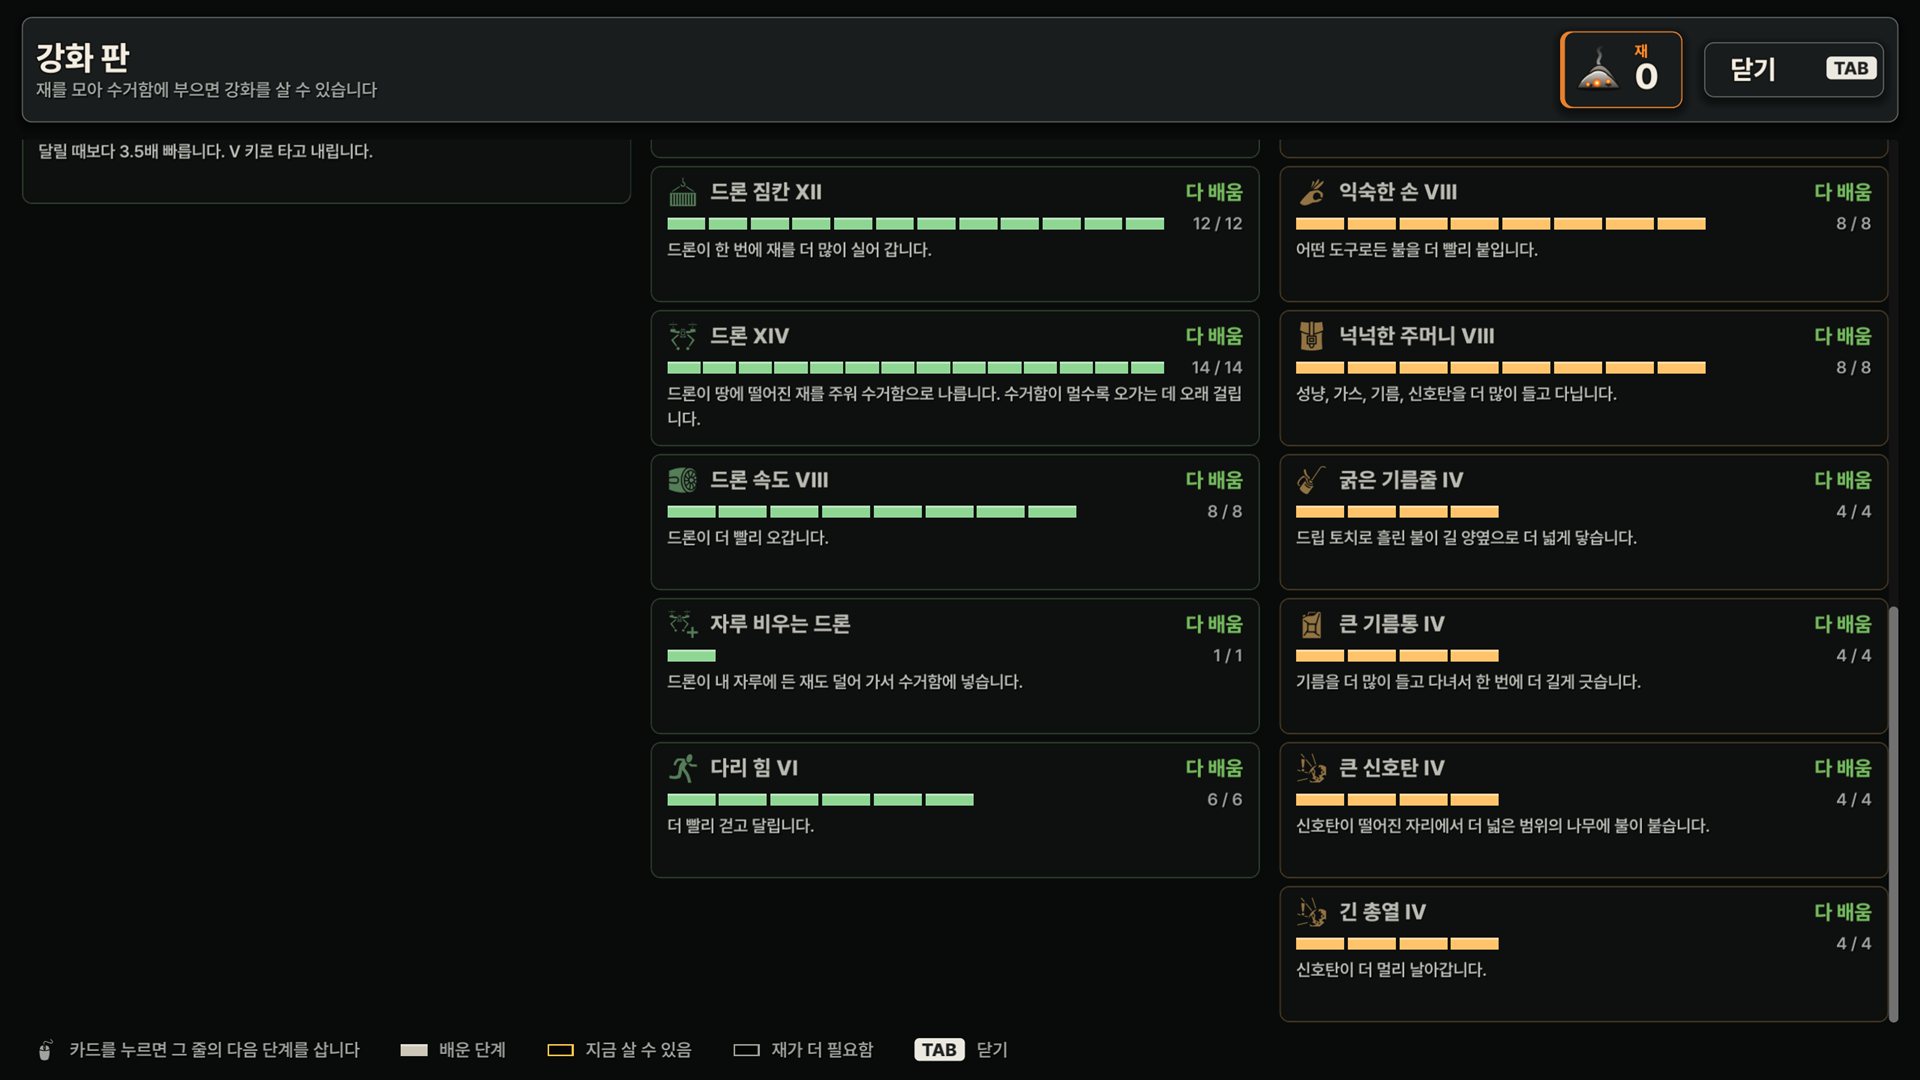 강화 판
재를 모아 수거함에 부으면 강화를 살 수 있습니다
재
0
닫기 TAB
달릴 때보다 3.5배 빠릅니다. V 키로 타고 내립니다.
드론 짐칸 XII 다 배움
12 / 12
드론이 한 번에 재를 더 많이 실어 갑니다.
드론 XIV 다 배움
14 / 14
드론이 땅에 떨어진 재를 주워 수거함으로 나릅니다. 수거함이 멀수록 오가는 데 오래 걸립
니다.
드론 속도 VIII 다 배움
8 / 8
드론이 더 빨리 오갑니다.
자루 비우는 드론 다 배움
1 / 1
드론이 내 자루에 든 재도 덜어 가서 수거함에 넣습니다.
다리 힘 VI 다 배움
6 / 6
더 빨리 걷고 달립니다.
익숙한 손 VIII 다 배움
8 / 8
어떤 도구로든 불을 더 빨리 붙입니다.
넉넉한 주머니 VIII 다 배움
8 / 8
성냥, 가스, 기름, 신호탄을 더 많이 들고 다닙니다.
굵은 기름줄 IV 다 배움
4 / 4
드립 토치로 흘린 불이 길 양옆으로 더 넓게 닿습니다.
큰 기름통 IV 다 배움
4 / 4
기름을 더 많이 들고 다녀서 한 번에 더 길게 긋습니다.
큰 신호탄 IV 다 배움
4 / 4
신호탄이 떨어진 자리에서 더 넓은 범위의 나무에 불이 붙습니다.
긴 총열 IV 다 배움
4 / 4
신호탄이 더 멀리 날아갑니다.
카드를 누르면 그 줄의 다음 단계를 삽니다 배운 단계 지금 살 수 있음 재가 더 필요함 TAB 닫기